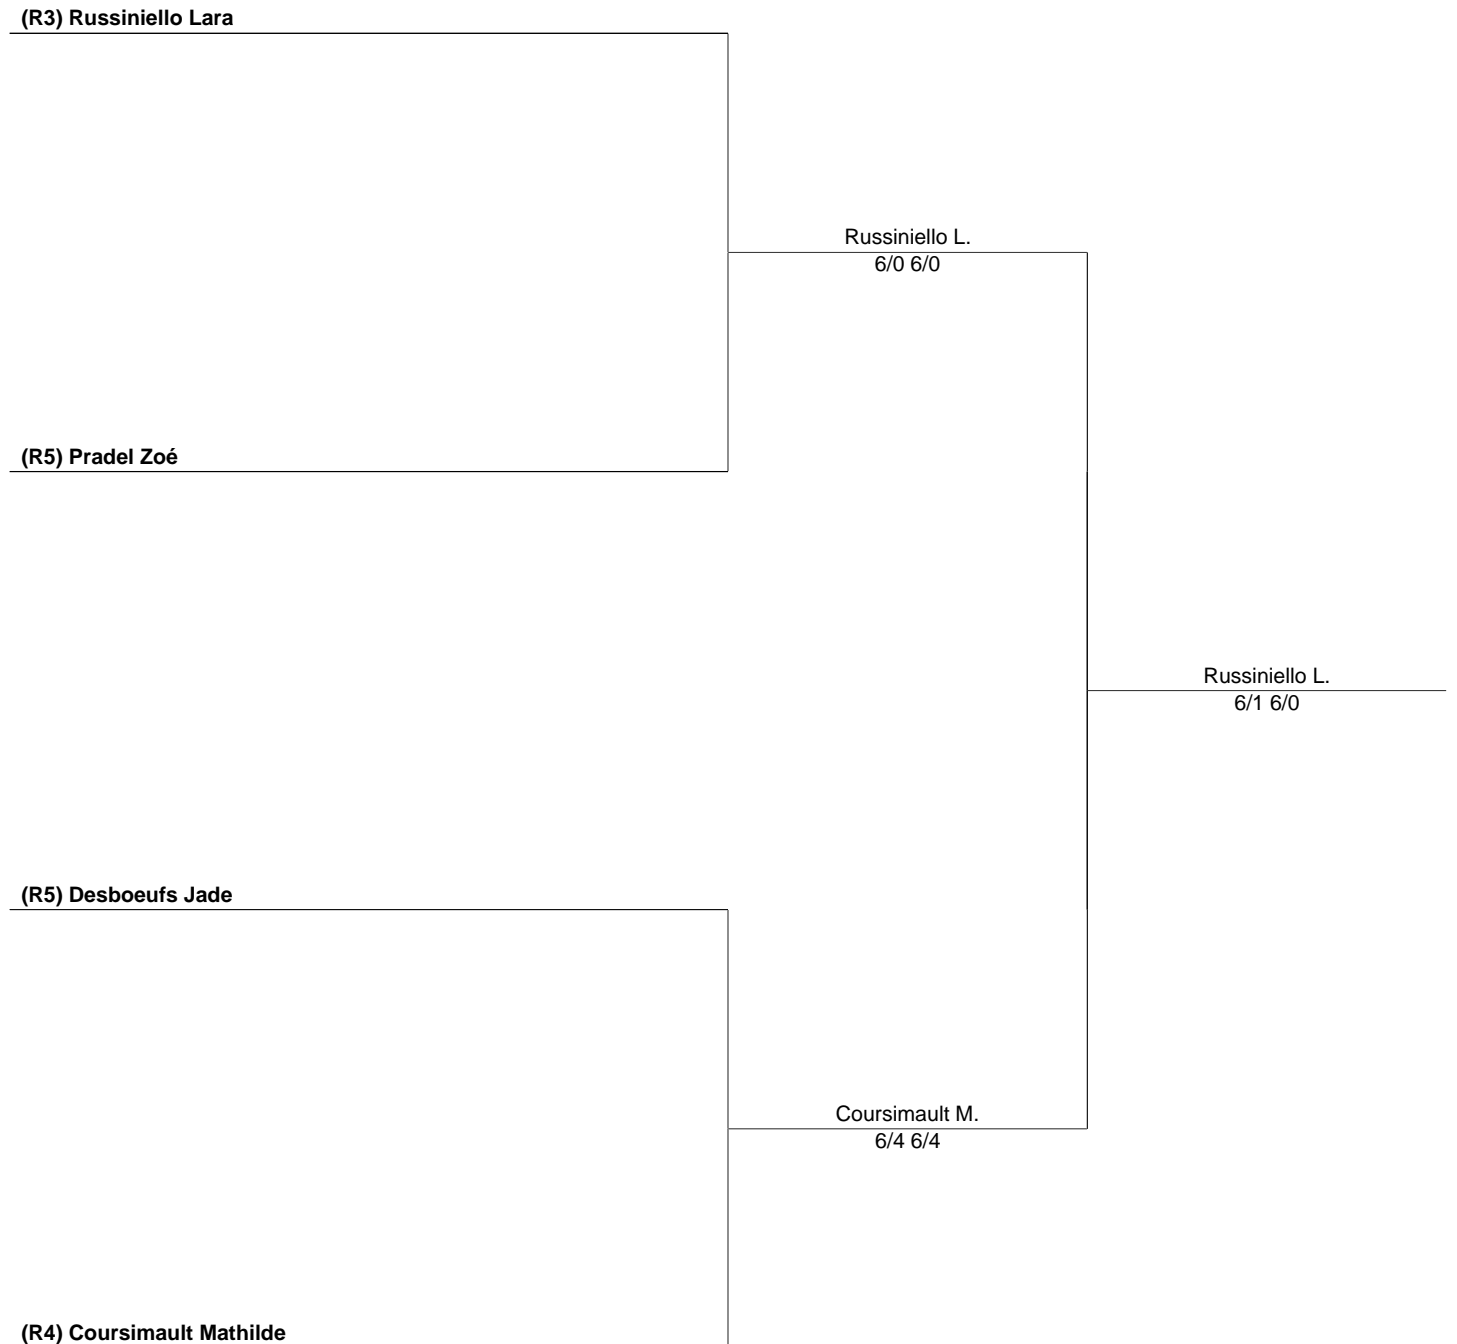 (R3) Russiniello Lara
Russiniello L.
6/0 6/0
(R5) Pradel Zoé
Russiniello L.
6/1 6/0
(R5) Desboeufs Jade
Coursimault M.
6/4 6/4
(R4) Coursimault Mathilde